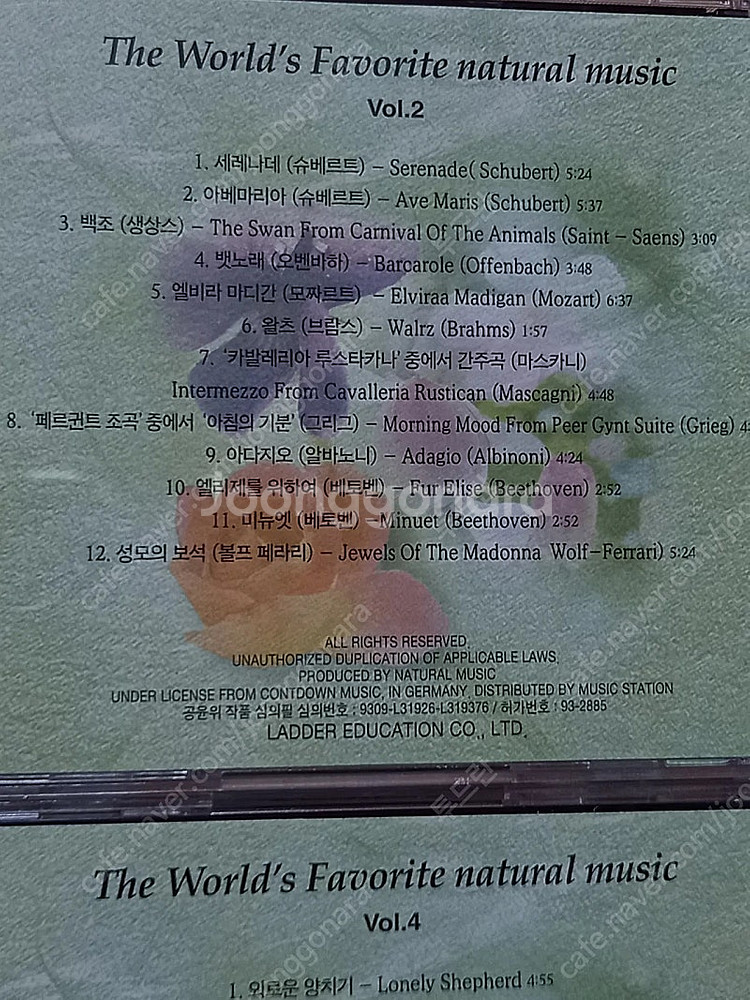 The World's Favorite natural music
Vol.2
1. 세레나데 (슈베르트) – Serenade( Schubert) 5:24
2. 아베마리아 (슈베르트) – Ave Maris (Schubert) 5:37
3. 백조 (생상스) – The Swan From Carnival Of The Animals (Saint – Saens) 3:09
4. 뱃노래 (오벤바하) – Barcarole (Offenbach) 3:48
5. 엘비라 마디간 (모짜르트) – Elviraa Madigan (Mozart) 6:37
6. 왈츠 (브람스) – Walrz (Brahms) 1:57
7. '카발레리아 루스타카나' 중에서 간주곡 (마스카니)
Intermezzo From Cavalleria Rustican (Mascagni) 4:48
8. '페르귄트 조곡' 중에서 '아침의 기분' (그리그) – Morning Mood From Peer Gynt Suite (Grieg)
9. 아다지오 (알바노니) – Adagio (Albinoni) 4:24
10. 엘리제를 위하여 (베토벤) – Fur Elise (Beethoven) 2:52
11. 미뉴엣 (베토벤) –Minuet (Beethoven) 2:52
12. 성모의 보석 (볼프 페라리) – Jewels Of The Madonna Wolf–Ferrari) 5:24
joonggonara
ALL RIGHTS RESERVED.
UNAUTHORIZED DUPLICATION OF APPLICABLE LAWS.
PRODUCED BY NATURAL MUSIC
UNDER LICENSE FROM CONTDOWN MUSIC, IN GERMANY. DISTRIBUTED BY MUSIC STATION
공윤위 작품 심의필 심의번호 : 9309-L31926-L319376 / 허가번호 : 93-2885
LADDER EDUCATION CO., LTD.
The World's Favorite natural music
Vol.4
1. 외로운 양치기 – Lonely Shepherd 4:55